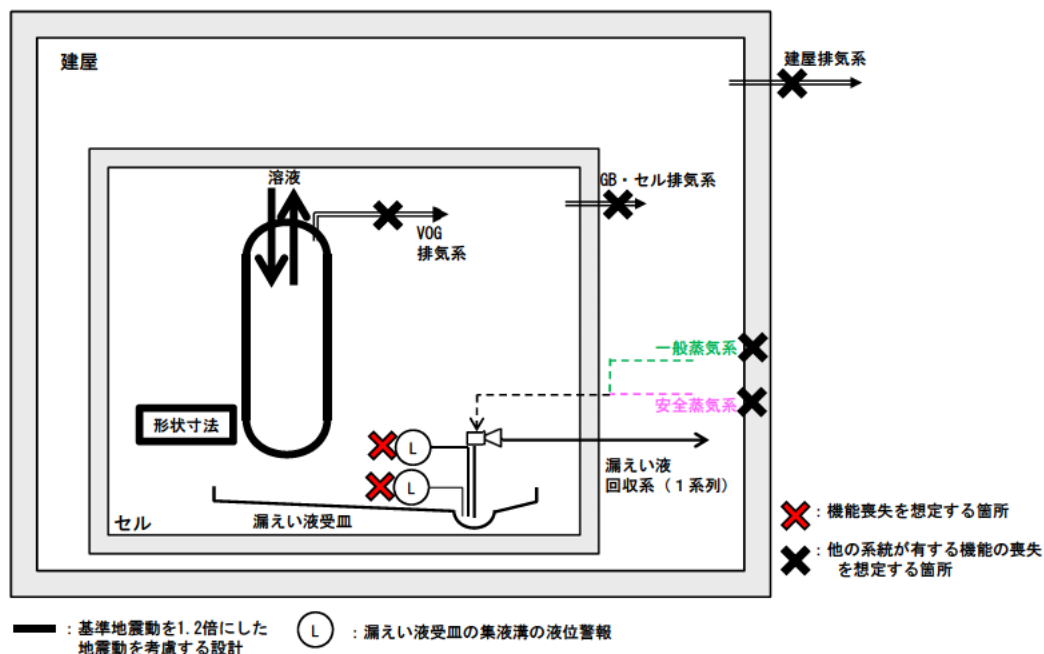 建屋
建屋排気系
溶液
GB・セル排気系
VOG
排気系
一般蒸気系
安全蒸気系
形状寸法
L
L
漏えい液
回収系（１系列）
漏えい液受皿
セル
：機能喪失を想定する箇所
：他の系統が有する機能の喪失
を想定する箇所
：基準地震動を1.2倍にした
地震動を考慮する設計
L
：漏えい液受皿の集液溝の液位警報